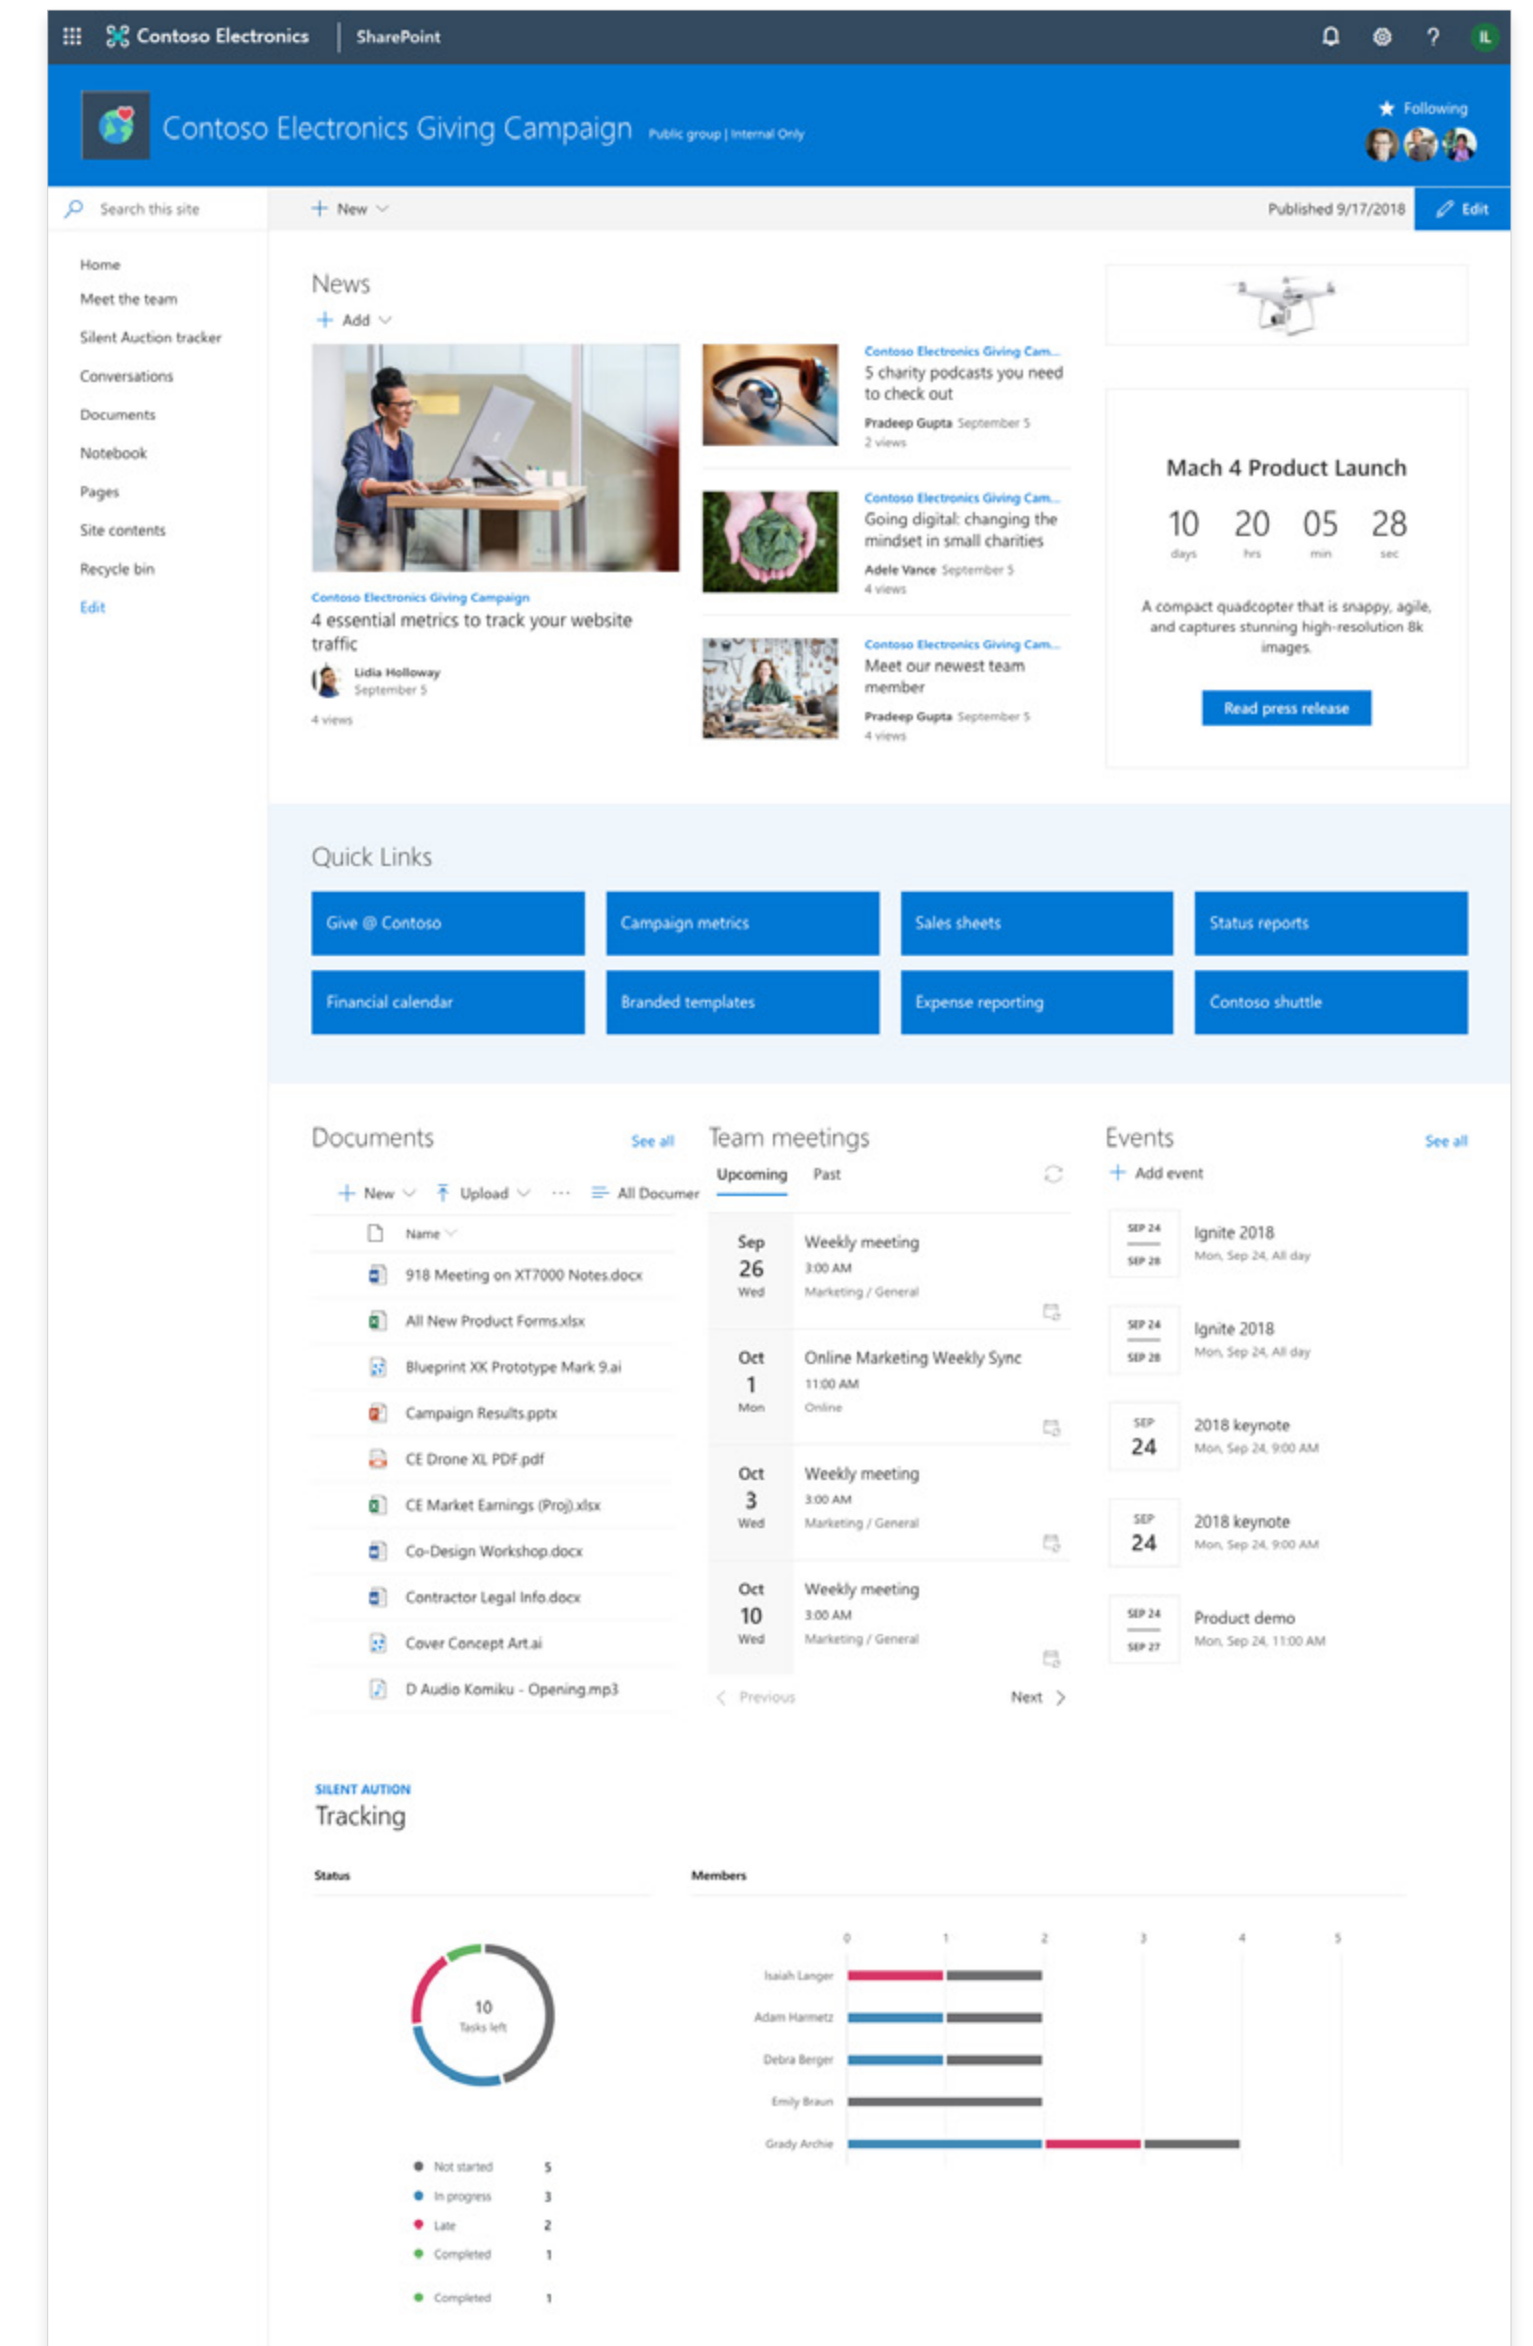 Contoso Electronics SharePoint
IL
Contoso Electronics Giving Campaign Public group | Internal Only
Following
Search this site
New
Published 9/17/2018
Edit
Home
Meet the team
Silent Auction tracker
Conversations
Documents
Notebook
Pages
Site contents
Recycle bin
Edit
News
Add
Contoso Electronics Giving Campaign
4 essential metrics to track your website
traffic
Lidia Holloway
September 5
4 views
Contoso Electronics Giving Cam...
5 charity podcasts you need
to check out
Pradeep Gupta September 5
2 views
Contoso Electronics Giving Cam...
Going digital: changing the
mindset in small charities
Adele Vance September 5
4 views
Contoso Electronics Giving Cam...
Meet our newest team
member
Pradeep Gupta September 5
4 views
Mach 4 Product Launch
10 20 05 28
days hrs min sec
A compact quadcopter that is snappy, agile,
and captures stunning high-resolution 8k
images.
Read press release
Quick Links
Give @ Contoso
Campaign metrics
Sales sheets
Status reports
Financial calendar
Branded templates
Expense reporting
Contoso shuttle
Documents
See all
New Upload ... All Documer
Name
918 Meeting on XT7000 Notes.docx
All New Product Forms.xlsx
Blueprint XK Prototype Mark 9.ai
Campaign Results.pptx
CE Drone XL PDF.pdf
CE Market Earnings (Proj).xlsx
Co-Design Workshop.docx
Contractor Legal Info.docx
Cover Concept Art.ai
D Audio Komiku - Opening.mp3
Team meetings
Upcoming Past
Sep
26
Wed
Weekly meeting
3:00 AM
Marketing / General
Oct
1
Mon
Online Marketing Weekly Sync
11:00 AM
Online
Oct
3
Wed
Weekly meeting
3:00 AM
Marketing / General
Oct
10
Wed
Weekly meeting
3:00 AM
Marketing / General
Previous
Next
Events
See all
Add event
SEP 24
SEP 28
Ignite 2018
Mon, Sep 24, All day
SEP 24
SEP 28
Ignite 2018
Mon, Sep 24, All day
SEP
24
2018 keynote
Mon, Sep 24, 9:00 AM
SEP
24
2018 keynote
Mon, Sep 24, 9:00 AM
SEP 24
SEP 27
Product demo
Mon, Sep 24, 11:00 AM
SILENT AUTION
Tracking
Status
10
Tasks left
Not started 5
In progress 3
Late 2
Completed 1
Completed 1
Members
0 1 2 3 4 5
Isaiah Langer
Adam Harmetz
Debra Berger
Emily Braun
Grady Archie